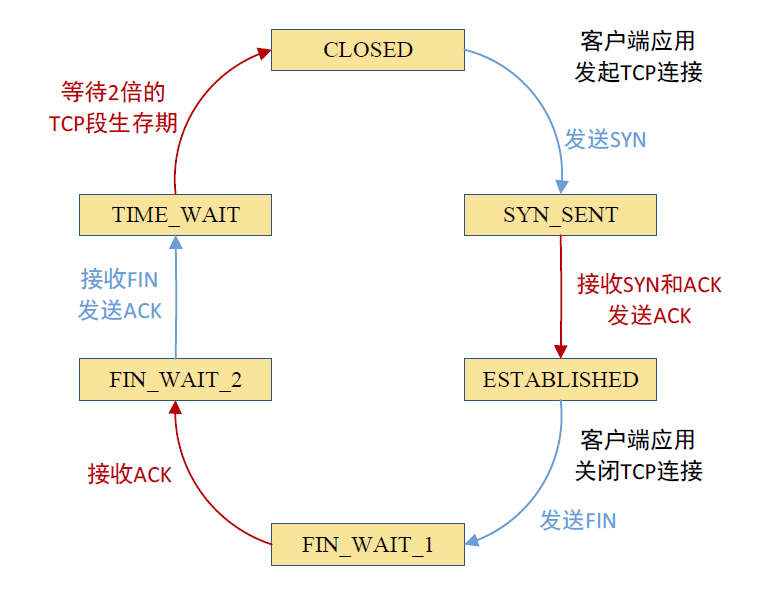 CLOSED
客户端应用
发起TCP连接
等待2倍的
TCP段生存期
发送SYN
TIME_WAIT
SYN_SENT
接收FIN
发送ACK
接收SYN和ACK
发送ACK
FIN_WAIT_2
ESTABLISHED
客户端应用
关闭TCP连接
接收ACK
发送FIN
FIN_WAIT_1